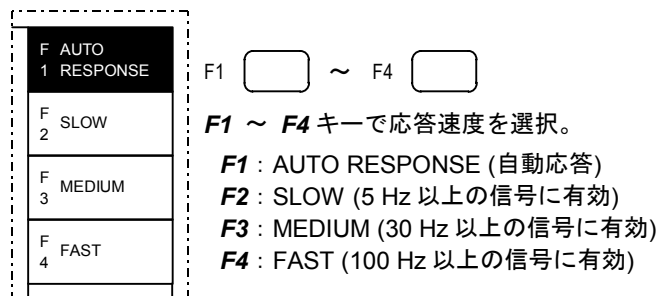 F AUTO
1 RESPONSE
F
2 SLOW
F
3 MEDIUM
F
4 FAST
F1 ～ F4
F1 ～ F4 キーで応答速度を選択。
F1：AUTO RESPONSE (自動応答)
F2：SLOW (5 Hz 以上の信号に有効)
F3：MEDIUM (30 Hz 以上の信号に有効)
F4：FAST (100 Hz 以上の信号に有効)